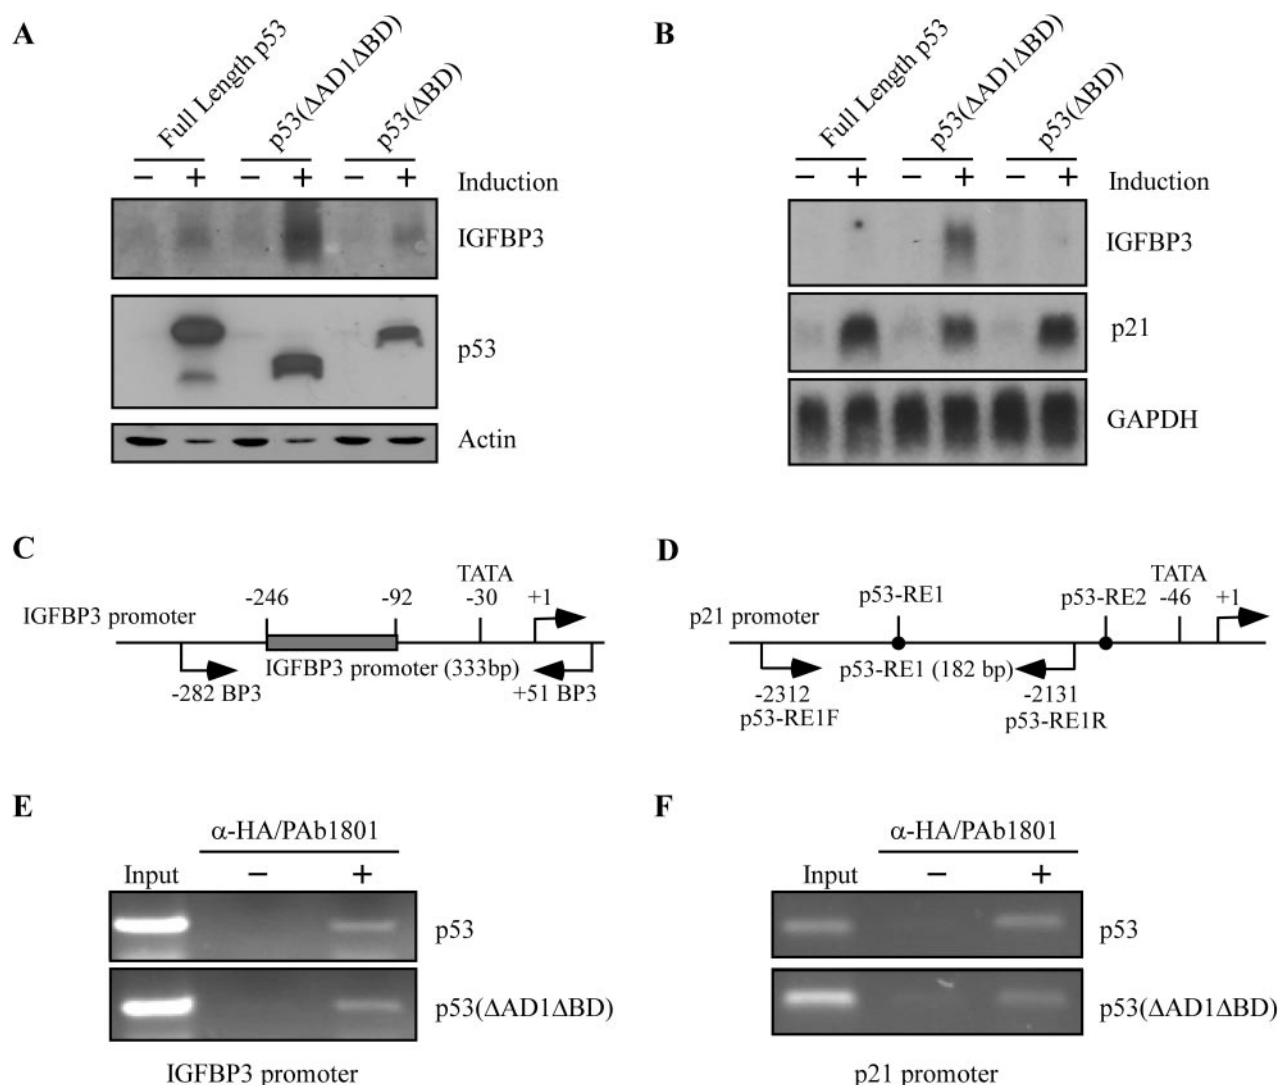 A
Full Length p53
p53(ΔAD1ΔBD)
p53(ΔBD)
− + − + − + Induction
IGFBP3
p53
Actin
B
Full Length p53
p53(ΔAD1ΔBD)
p53(ΔBD)
− + − + − + Induction
IGFBP3
p21
GAPDH
C
TATA
-246 -92 -30 +1
IGFBP3 promoter
IGFBP3 promoter (333bp)
-282 BP3 +51 BP3
D
TATA
p53-RE1 p53-RE2 -46 +1
p21 promoter
p53-RE1 (182 bp)
-2312 -2131
p53-RE1F p53-RE1R
E
α-HA/PAb1801
Input − +
p53
p53(ΔAD1ΔBD)
IGFBP3 promoter
F
α-HA/PAb1801
Input − +
p53
p53(ΔAD1ΔBD)
p21 promoter